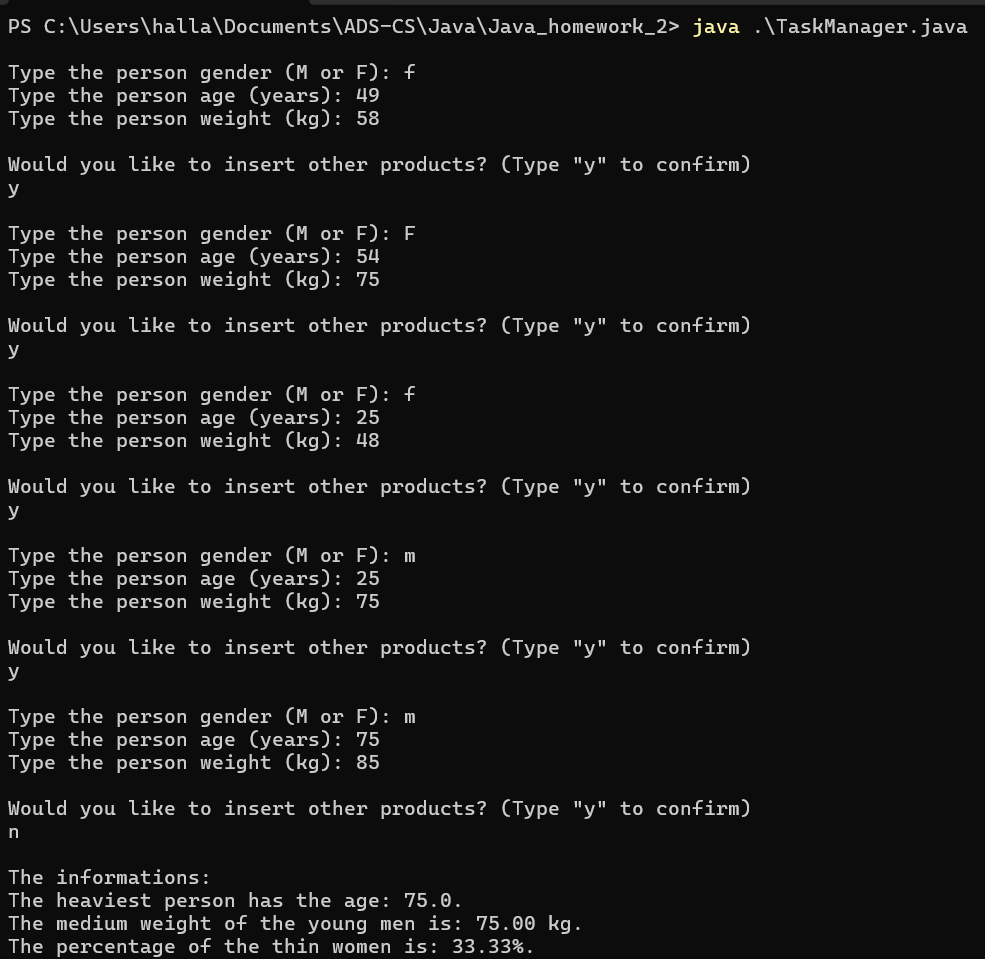 PS C:\Users\halla\Documents\ADS-CS\Java\Java_homework_2> java .\TaskManager.java
Type the person gender (M or F): f
Type the person age (years): 49
Type the person weight (kg): 58
Would you like to insert other products? (Type "y" to confirm)
y
Type the person gender (M or F): F
Type the person age (years): 54
Type the person weight (kg): 75
Would you like to insert other products? (Type "y" to confirm)
y
Type the person gender (M or F): f
Type the person age (years): 25
Type the person weight (kg): 48
Would you like to insert other products? (Type "y" to confirm)
y
Type the person gender (M or F): m
Type the person age (years): 25
Type the person weight (kg): 75
Would you like to insert other products? (Type "y" to confirm)
y
Type the person gender (M or F): m
Type the person age (years): 75
Type the person weight (kg): 85
Would you like to insert other products? (Type "y" to confirm)
n
The informations:
The heaviest person has the age: 75.0.
The medium weight of the young men is: 75.00 kg.
The percentage of the thin women is: 33.33%.